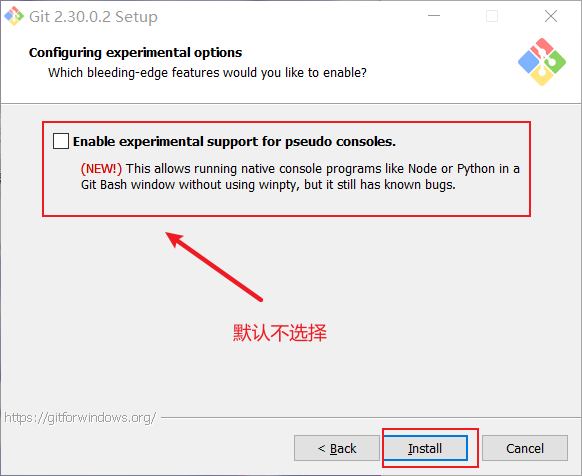 Git 2.30.0.2 Setup
Configuring experimental options
Which bleeding-edge features would you like to enable?
Enable experimental support for pseudo consoles.
(NEW!) This allows running native console programs like Node or Python in a
Git Bash window without using winpty, but it still has known bugs.
默认不选择
https://gitforwindows.org/
< Back
Install
Cancel